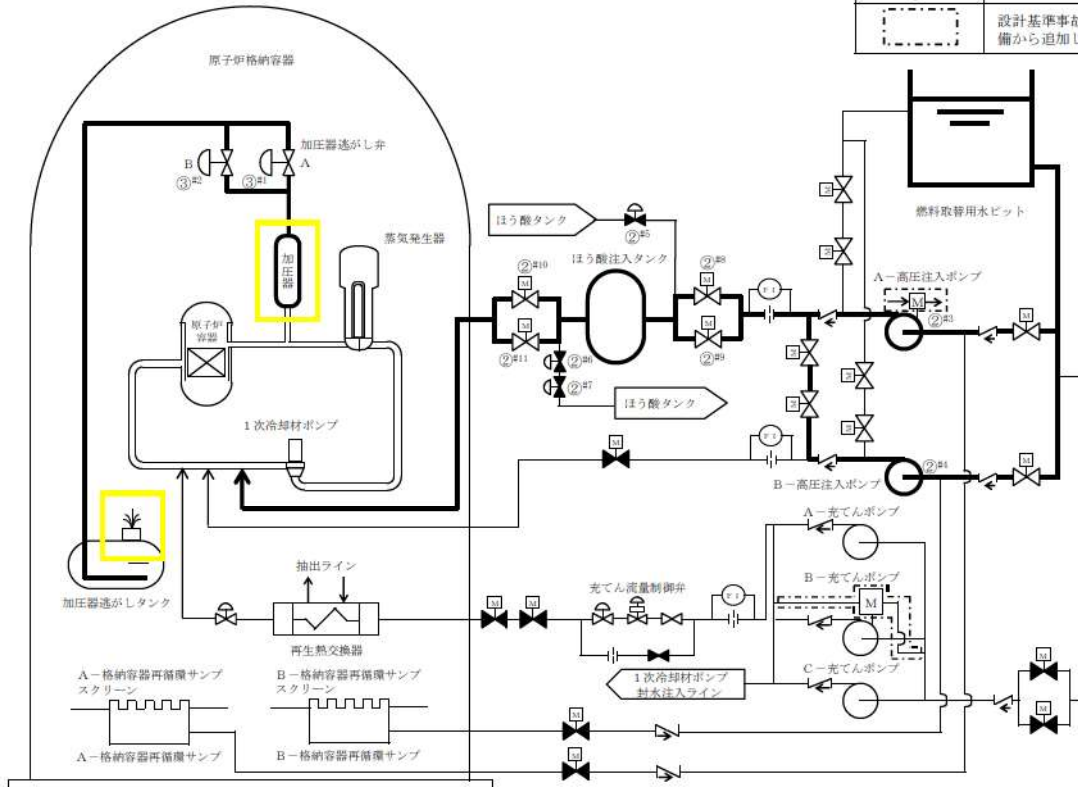 設計基準事故
備から追加し
原子炉格納容器
加圧器逃がし弁
B
A
③#2
③#1
加圧器
蒸気発生器
原子炉
容器
1次冷却材ポンプ
加圧器逃がしタンク
ほう酸タンク
②#5
ほう酸注入タンク
②#10
M
②#8
M
F I
M
②#11
M
②#9
②#6
②#7
ほう酸タンク
M
M
燃料取替用水ピット
A-高圧注入ポンプ
M
②#3
M
M
M
M
M
M
F I
B-高圧注入ポンプ
②#4
M
抽出ライン
再生熱交換器
M
M
充てん流量制御弁
F I
A-充てんポンプ
B-充てんポンプ
M
C-充てんポンプ
1次冷却材ポンプ
封水注入ライン
M
M
A-格納容器再循環サンプ
スクリーン
B-格納容器再循環サンプ
スクリーン
A-格納容器再循環サンプ
B-格納容器再循環サンプ
M
M